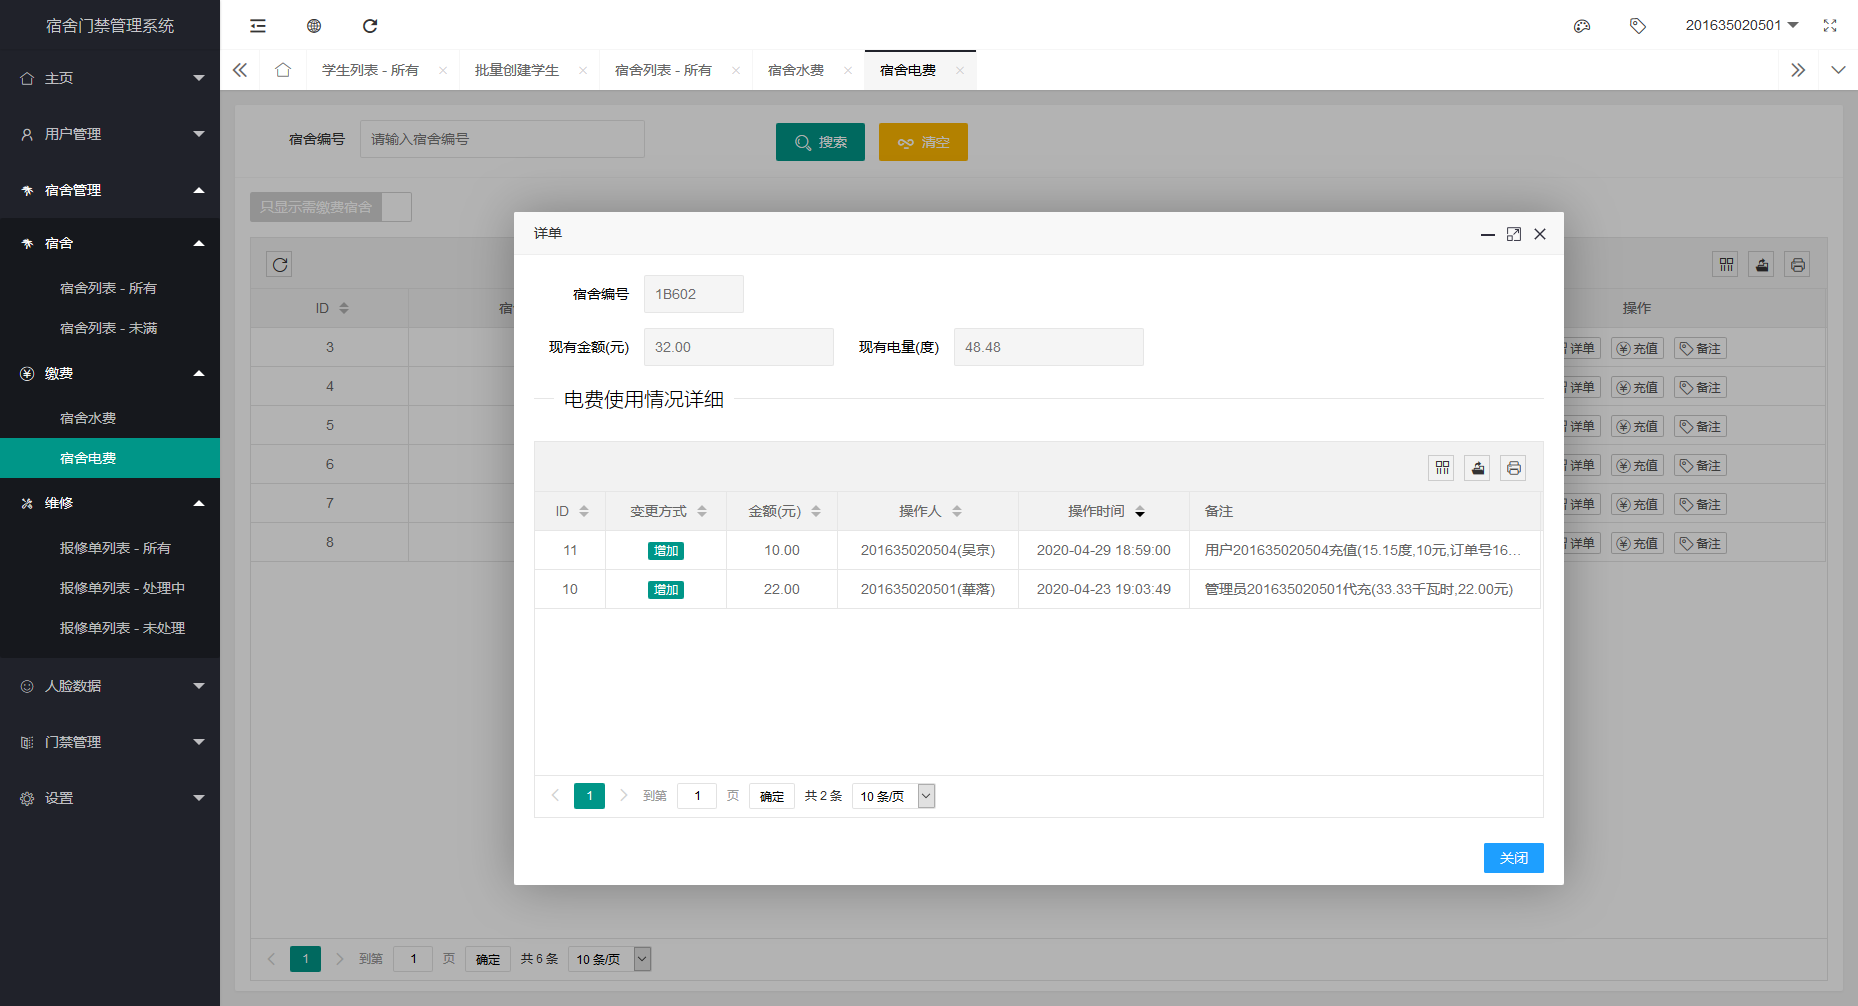 宿舍门禁管理系统
201635020501
主页
用户管理
宿舍管理
宿舍
宿舍列表 - 所有
宿舍列表 - 未满
缴费
宿舍水费
宿舍电费
维修
报修单列表 - 所有
报修单列表 - 处理中
报修单列表 - 未处理
人脸数据
门禁管理
设置
学生列表 - 所有
批量创建学生
宿舍列表 - 所有
宿舍水费
宿舍电费
宿舍编号 请输入宿舍编号 搜索 清空
只显示需缴费宿舍
ID 操作
3 详单 充值 备注
4 详单 充值 备注
5 详单 充值 备注
6 详单 充值 备注
7 详单 充值 备注
8 详单 充值 备注
详单
宿舍编号 1B602
现有金额(元) 32.00 现有电量(度) 48.48
电费使用情况详细
ID 变更方式 金额(元) 操作人 操作时间 备注
11 增加 10.00 201635020504(吴京) 2020-04-29 18:59:00 用户201635020504充值(15.15度,10元,订单号16...
10 增加 22.00 201635020501(華落) 2020-04-23 19:03:49 管理员201635020501代充(33.33千瓦时,22.00元)
1 到第 1 页 确定 共 2 条 10 条/页
关闭
1 到第 1 页 确定 共 6 条 10 条/页